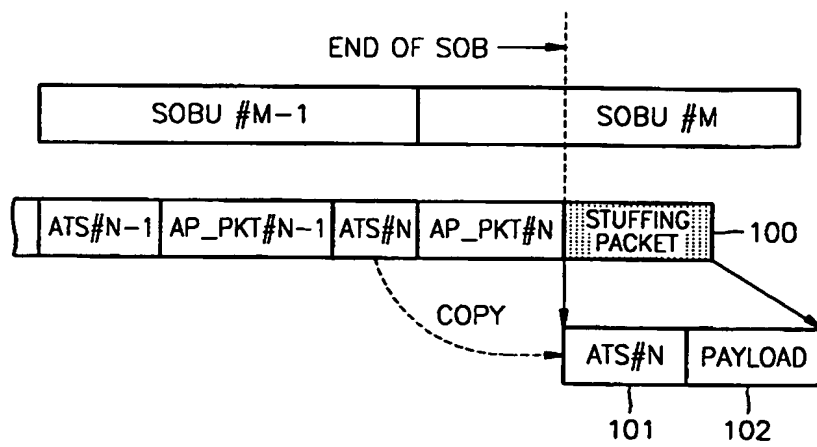 END OF SOB
SOBU #M-1
SOBU #M
ATS#N-1
AP_PKT#N-1
ATS#N
AP_PKT#N
STUFFING
PACKET
100
COPY
ATS#N
PAYLOAD
101
102